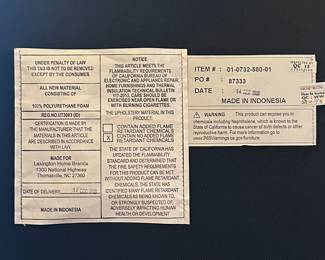 UNDER PENALTY OF LAW
THIS TAG IS NOT TO BE REMOVED
EXCEPT BY THE CONSUMER
ALL NEW MATERIAL
CONSISTING OF
100% POLYURETHANE FOAM
CERTIFICATION IS MADE BY
THE MANUFACTURER THAT THE
MATERIALS IN THIS ARTICLE
ARE DESCRIBED IN ACCORDANCE
WITH LAW
MADE FOR
Lexington Home Brands
1300 National Highway
Thomasville, NC 27360
DATE OF DELIVERY
MADE IN INDONESIA
NOTICE
THIS ARTICLE MEETS THE
FLAMMABILITY REQUIREMENTS
OF CALIFORNIA BUREAU OF
ELECTRONIC AND APPLIANCE REPAIR,
HOME FURNISHINGS AND
THERMAL INSULATION TECHNICAL BULLETIN
117-2013. CARE SHOULD BE
EXERCISED NEAR OPEN FLAME OR
WITH BURNING CIGARETTES.
THE UPHOLSTERY MATERIALS IN THIS
PRODUCT:
CONTAIN ADDED FLAME
RETARDANT CHEMICALS
X CONTAIN NO ADDED FLAME
RETARDANT CHEMICALS
THE STATE OF CALIFORNIA HAS
UPDATED THE FLAMMABILITY
STANDARD AND DETERMINED
THAT THE FIRE SAFETY REQUIREMENTS
FOR THIS PRODUCT CAN BE
MET WITHOUT ADDING FLAME
RETARDANT CHEMICALS. THE STATE HAS
IDENTIFIED MANY FLAME RETARDANT
CHEMICALS AS BEING KNOWN TO,
OR STRONGLY SUSPECTED OF,
ADVERSELY IMPACTING HUMAN
HEALTH OR DEVELOPMENT
ITEM # : 01-0732-880-01
PO # : 87333
DATE :
MADE IN INDONESIA
WARNING This product can expose you to
chemicals including Naphthalene, which is known to the
State of California to cause cancer or birth defects or other
reproductive harm. For more information go to
www.P65Warnings.ca.gov/furniture.